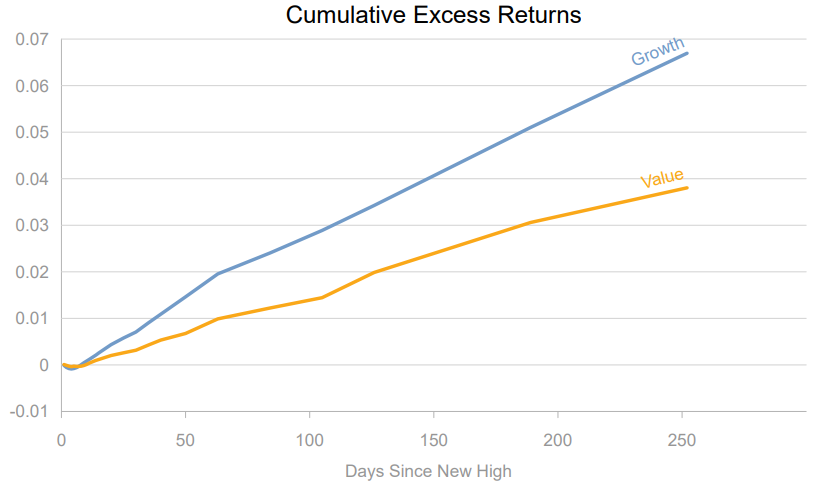 Cumulative Excess Returns
0.07
Growth
0.06
0.05
0.04
Value
0.03
0.02
0.01
0
-0.01
0 50 100 150 200 250
Days Since New High